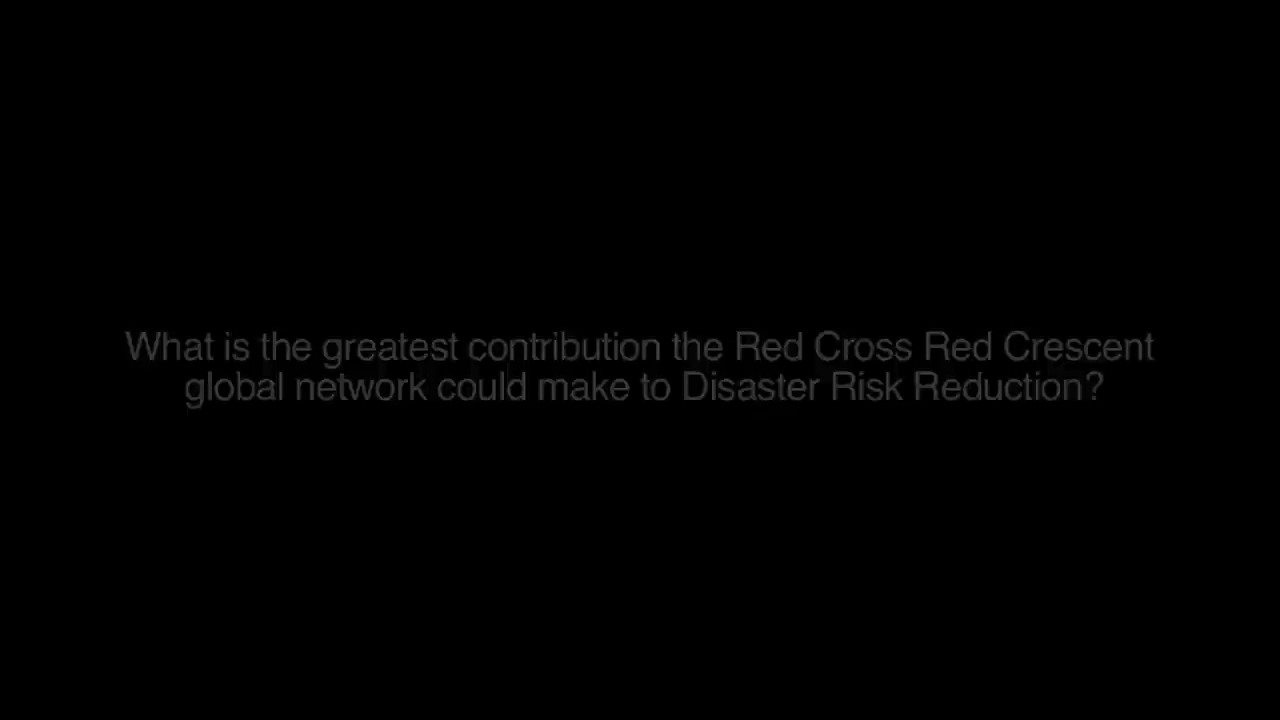 What is the greatest contribution the Red Cross Red Crescent
global network could make to Disaster Risk Reduction?